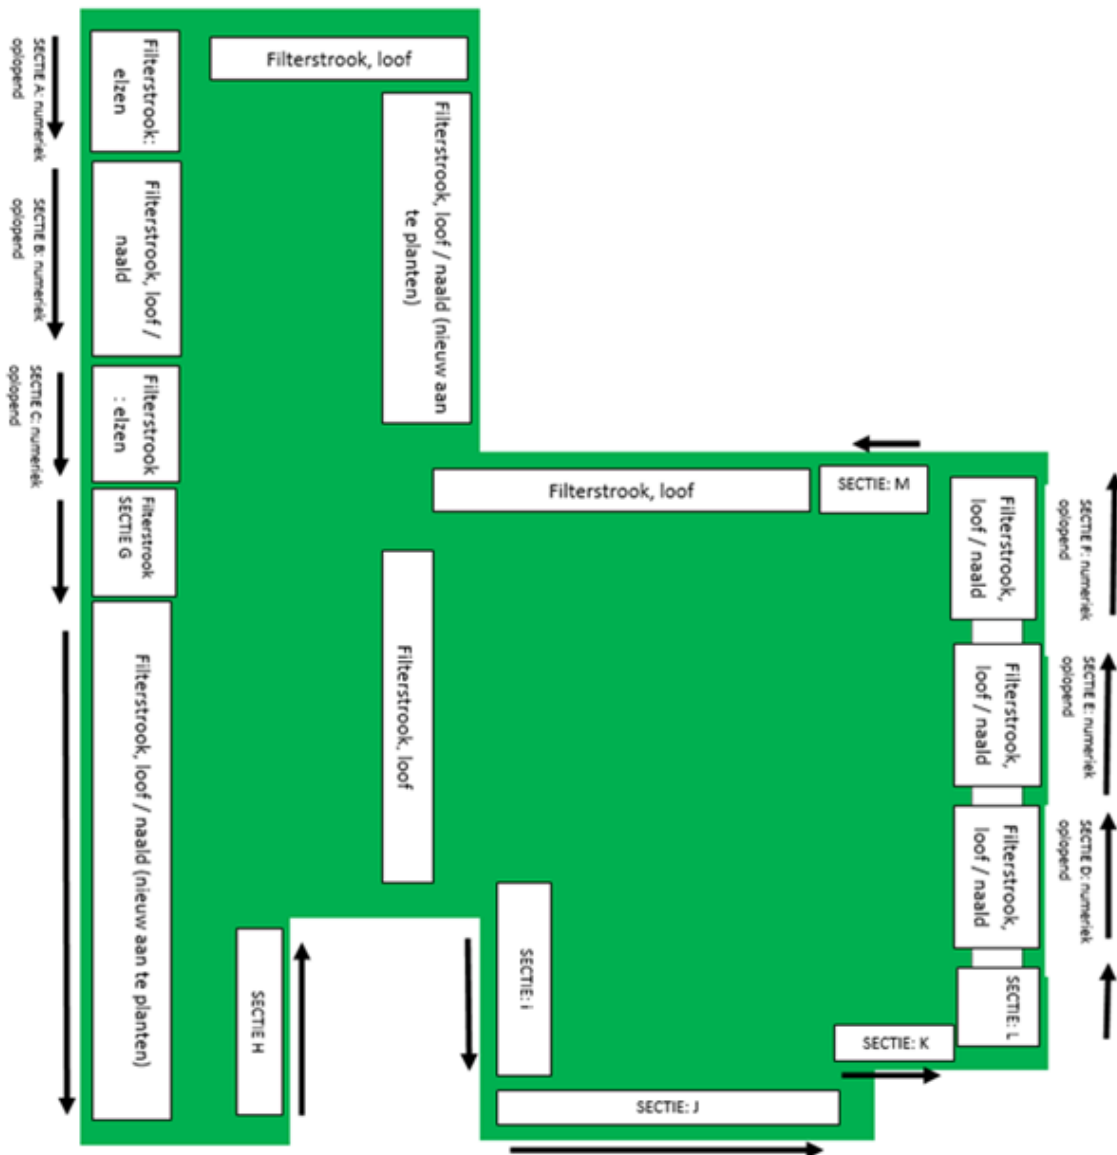 SECTIE A: numeriek
oplopend
Filterstrook:
elzen
Filterstrook, loof
Filterstrook, loof / naald (nieuw aan
te planten)
SECTIE B: numeriek
oplopend
Filterstrook, loof /
naald
SECTIE C: numeriek
oplopend
Filterstrook
: elzen
Filterstrook
SECTIE G
Filterstrook, loof
SECTIE: M
Filterstrook,
loof / naald
SECTIE F: numeriek
oplopend
Filterstrook, loof
Filterstrook,
loof / naald
SECTIE E: numeriek
oplopend
Filterstrook, loof / naald (nieuw aan te planten)
Filterstrook,
loof / naald
SECTIE D: numeriek
oplopend
SECTIE H
SECTIE: i
SECTIE: L
SECTIE: K
SECTIE: J